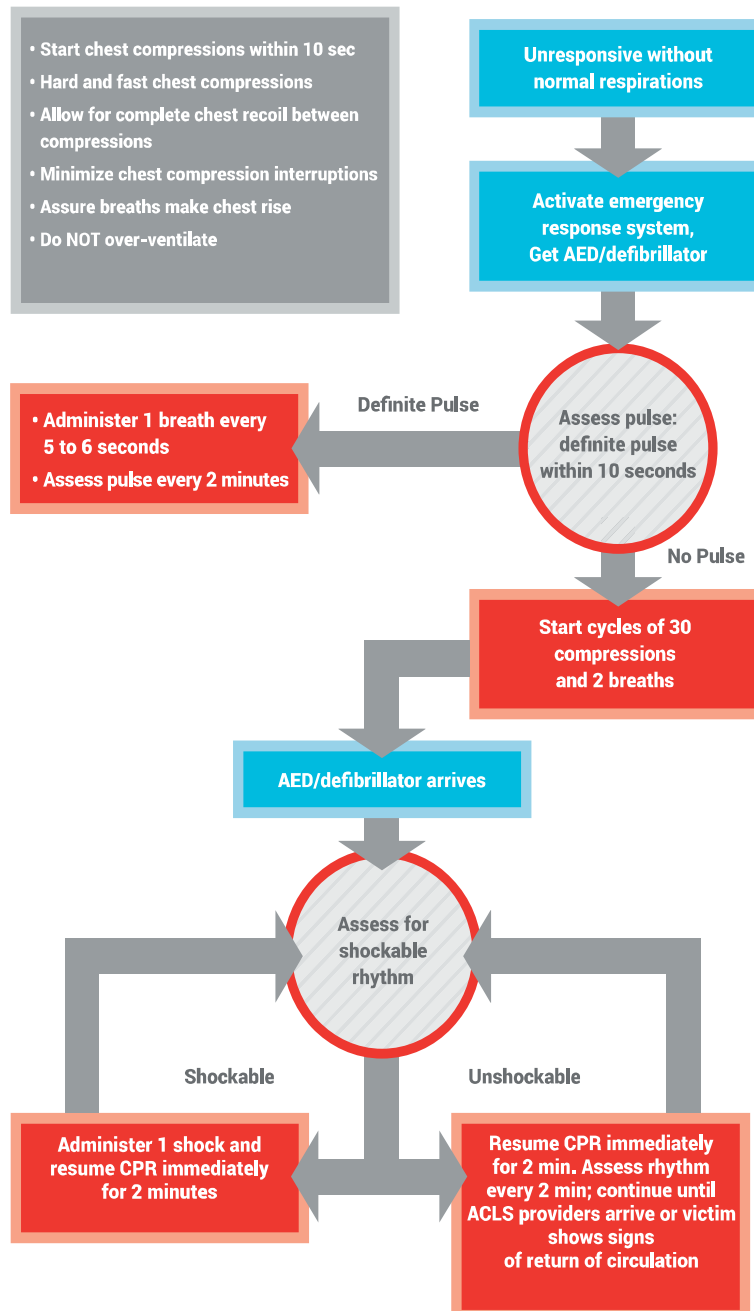 • Start chest compressions within 10 sec
• Hard and fast chest compressions
• Allow for complete chest recoil between
compressions
• Minimize chest compression interruptions
• Assure breaths make chest rise
• Do NOT over-ventilate
Unresponsive without
normal respirations
Activate emergency
response system,
Get AED/defibrillator
Assess pulse:
definite pulse
within 10 seconds
Definite Pulse
• Administer 1 breath every
5 to 6 seconds
• Assess pulse every 2 minutes
No Pulse
Start cycles of 30
compressions
and 2 breaths
AED/defibrillator arrives
Assess for
shockable
rhythm
Shockable
Unshockable
Administer 1 shock and
resume CPR immediately
for 2 minutes
Resume CPR immediately
for 2 min. Assess rhythm
every 2 min; continue until
ACLS providers arrive or victim
shows signs
of return of circulation